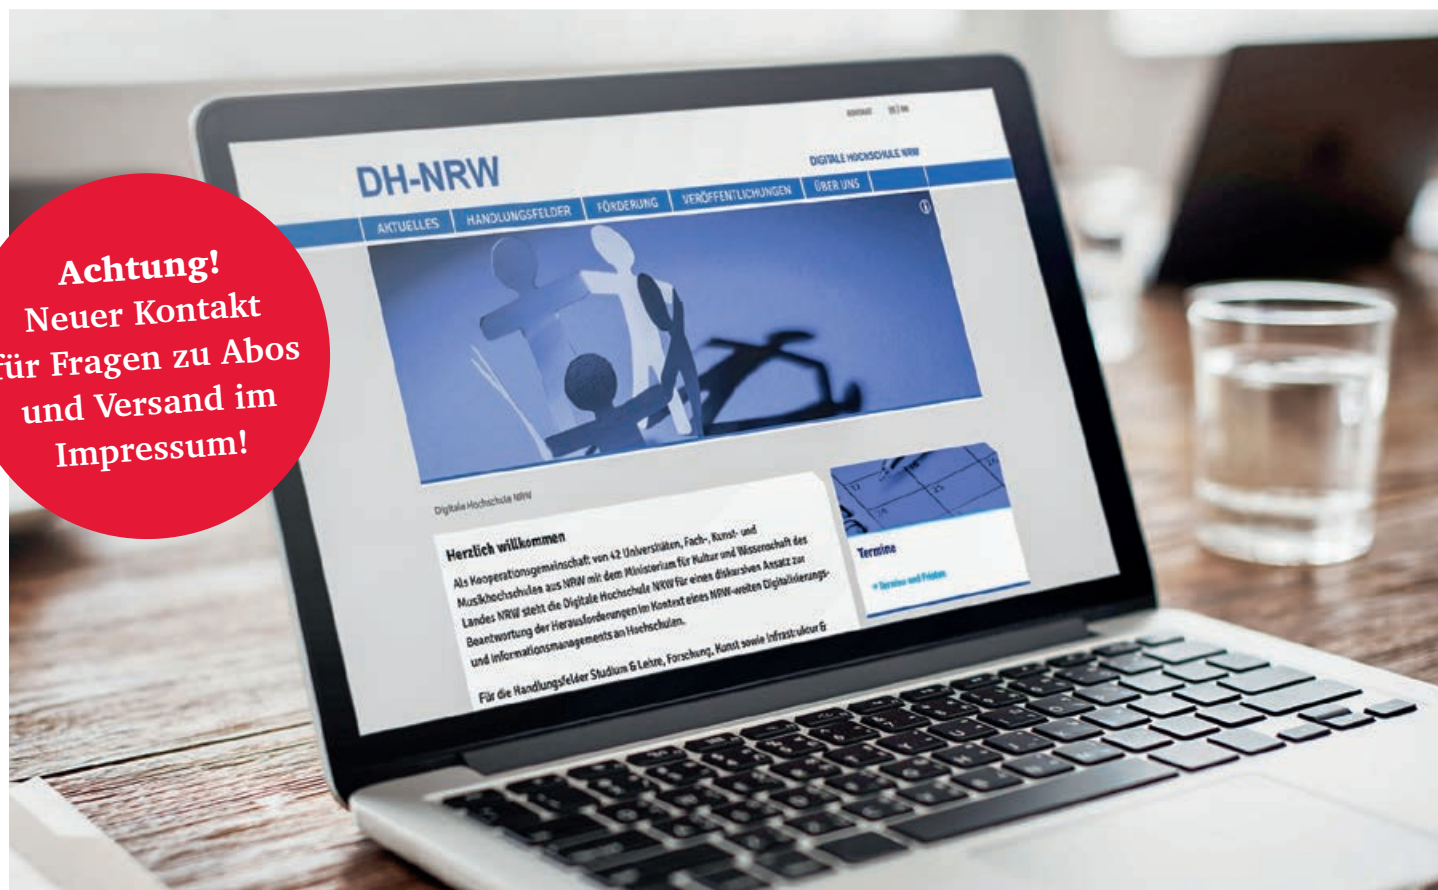 Achtung!
Neuer Kontakt
für Fragen zu Abos
und Versand im
Impressum!
KONTAKT
DH-NRW
DIGITALE HOCHSCHULE NRW
AKTUELLES
HANDLUNGSFELDER
FÖRDERUNG
VERÖFFENTLICHUNGEN
ÜBER UNS
Digitale Hochschule NRW
Herzlich willkommen
Als Kooperationsgemeinschaft von 42 Universitäten, Fach-, Kunst- und
Musikhochschulen aus NRW mit dem Ministerium für Kultur und Wissenschaft des
Landes NRW steht die Digitale Hochschule NRW für einen diskursiven Ansatz zur
Beantwortung der Herausforderungen im Kontext eines NRW-weiten Digitalisierungs-
und Informationsmanagements an Hochschulen.
Für die Handlungsfelder Studium & Lehre, Forschung, Kunst sowie Infrastruktur &
Termine
Termine und Fristen